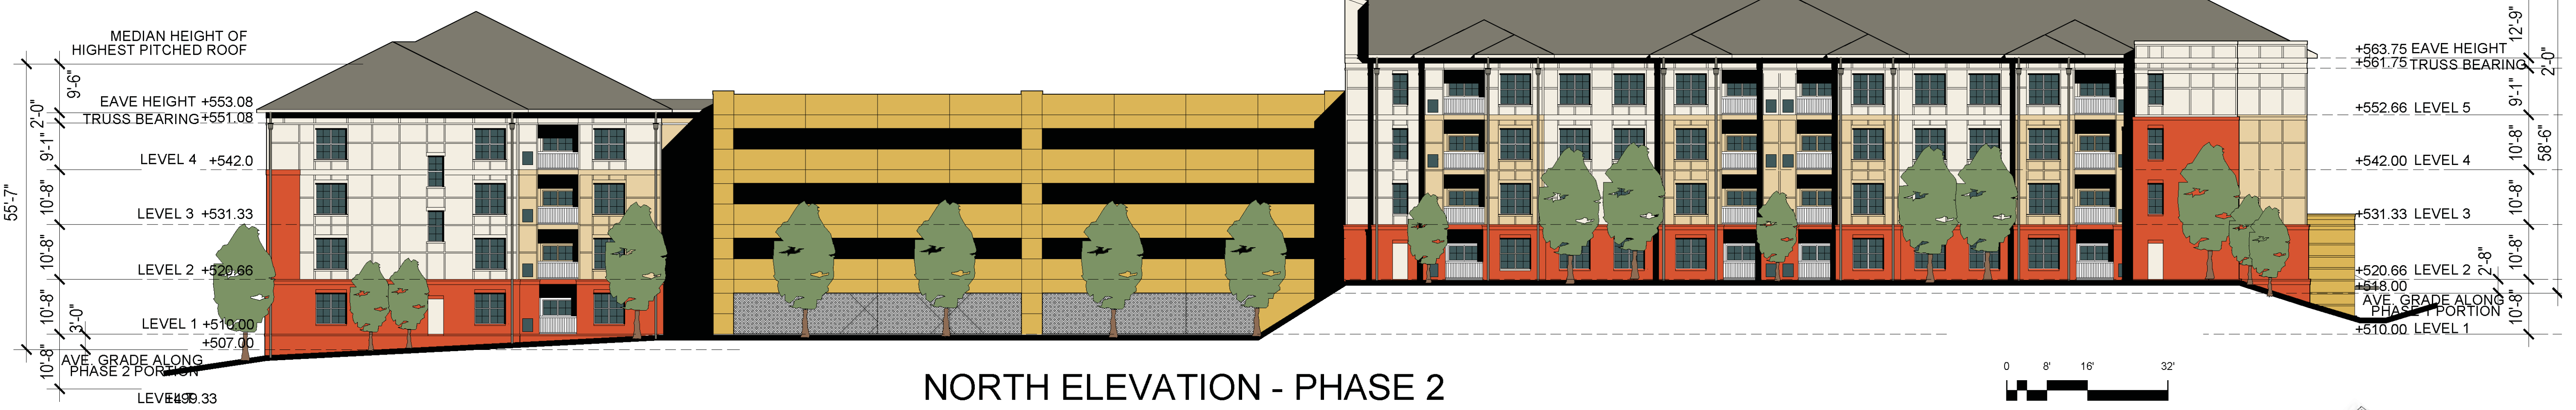 MEDIAN HEIGHT OF
HIGHEST PITCHED ROOF
EAVE HEIGHT +553.08
TRUSS BEARING +551.08
LEVEL 4 +542.0
LEVEL 3 +531.33
LEVEL 2 +520.66
LEVEL 1 +510.00
+507.00
AVE. GRADE ALONG
PHASE 2 PORTION
+499.33
55'-7"
9'-6"
2'-0"
9'-1"
10'-8"
10'-8"
10'-8"
3'-0"
10'-8"
NORTH ELEVATION - PHASE 2
0 8' 16' 32'
+563.75 EAVE HEIGHT
+561.75 TRUSS BEARING
+552.66 LEVEL 5
+542.00 LEVEL 4
+531.33 LEVEL 3
+520.66 LEVEL 2
+518.00
AVE. GRADE ALONG
PHASE 1 PORTION
+510.00 LEVEL 1
12'-9"
2'-0"
9'-1"
10'-8"
10'-8"
10'-8"
2'-8"
10'-8"
58'-6"